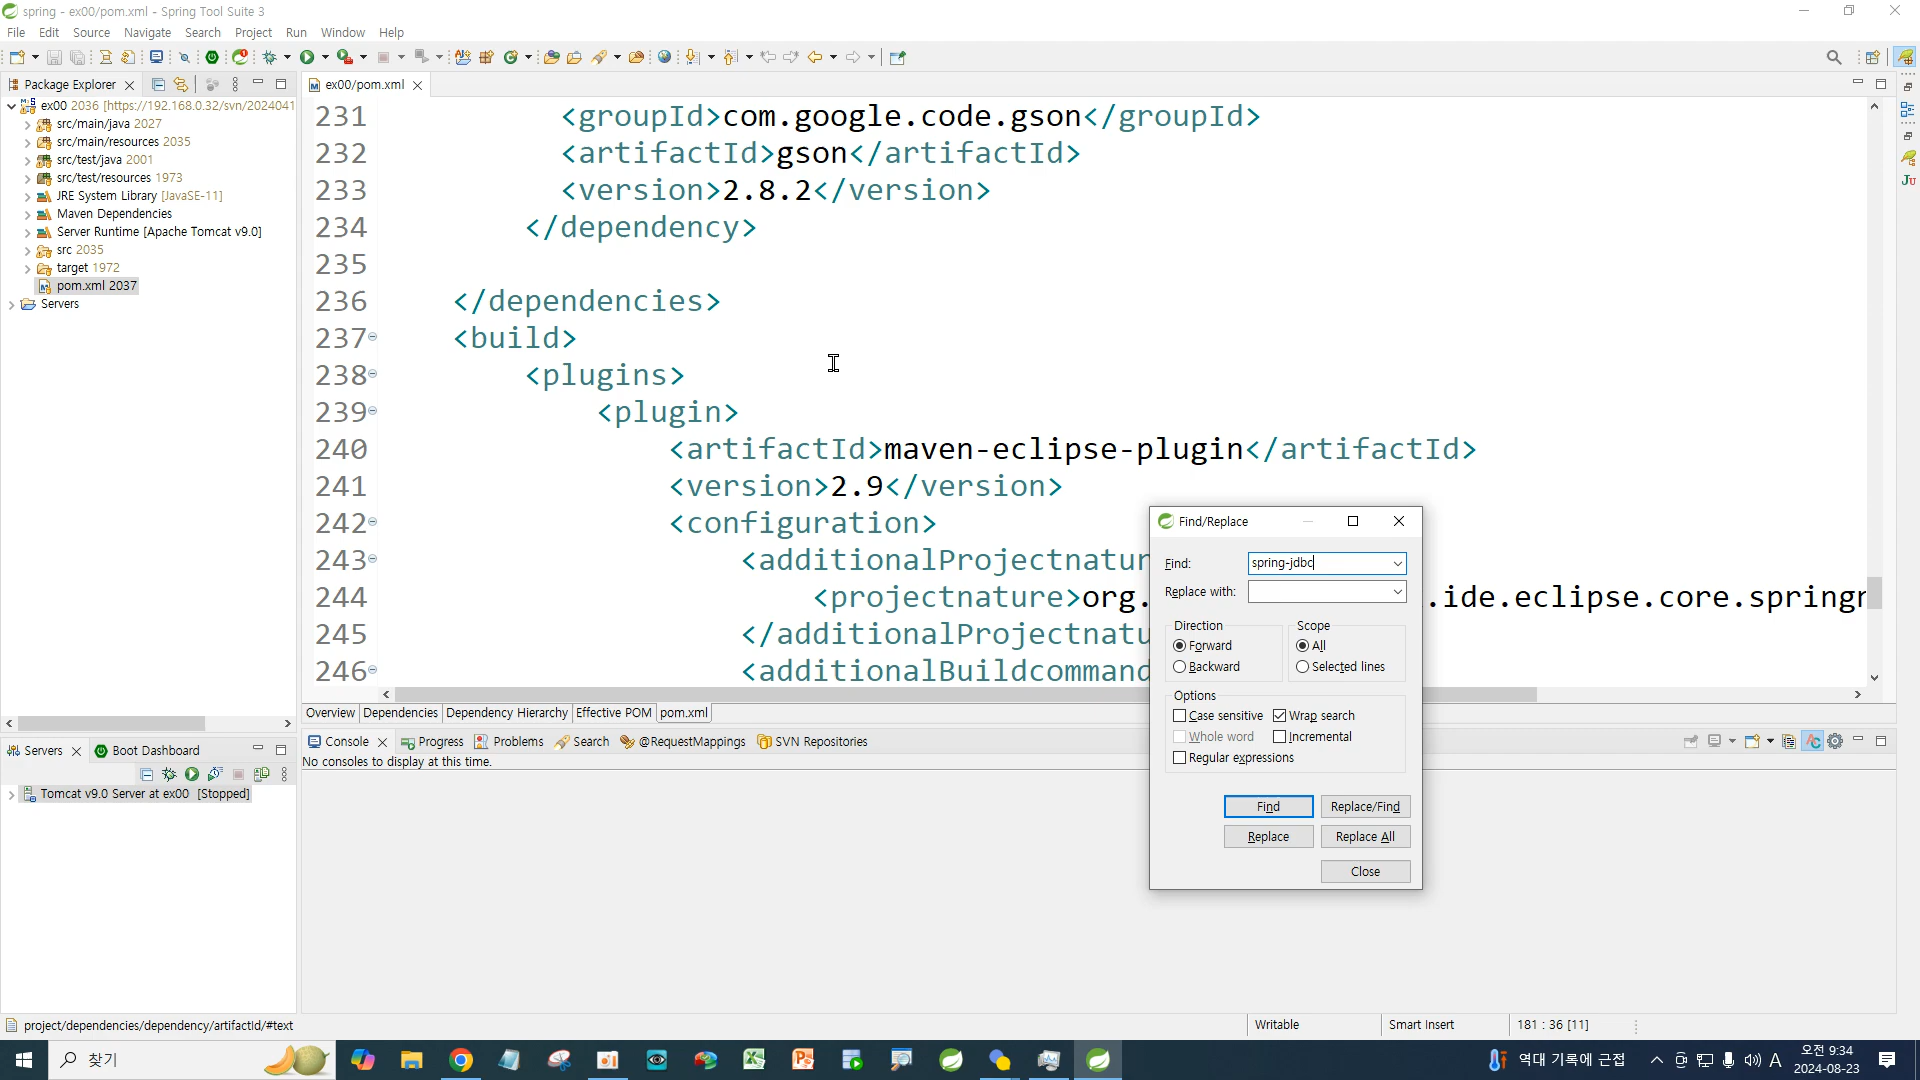 spring - ex00/pom.xml - Spring Tool Suite 3
File Edit Source Navigate Search Project Run Window Help
Package Explorer
ex00 2036 [https://192.168.0.32/svn/2024041
src/main/java 2027
src/main/resources 2035
src/test/java 2001
src/test/resources 1973
JRE System Library [JavaSE-11]
Maven Dependencies
Server Runtime [Apache Tomcat v9.0]
src 2035
target 1972
pom.xml 2037
Servers
ex00/pom.xml
231 <groupId>com.google.code.gson</groupId>
232 <artifactId>gson</artifactId>
233 <version>2.8.2</version>
234 </dependency>
235
236 </dependencies>
237 <build>
238 <plugins>
239 <plugin>
240 <artifactId>maven-eclipse-plugin</artifactId>
241 <version>2.9</version>
242 <configuration>
243 <additionalProjectnatur
244 <projectnature>org. .ide.eclipse.core.springn
245 </additionalProjectnatu
246 <additionalBuildcommand
Overview Dependencies Dependency Hierarchy Effective POM pom.xml
Find/Replace
Find: spring-jdbc
Replace with:
Direction Scope
Forward All
Backward Selected lines
Options
Case sensitive Wrap search
Whole word Incremental
Regular expressions
Find Replace/Find
Replace Replace All
Close
Servers Boot Dashboard
Tomcat v9.0 Server at ex00 [Stopped]
Console Progress Problems Search @RequestMappings SVN Repositories
No consoles to display at this time.
Ju
project/dependencies/dependency/artifactId/#text
Writable Smart Insert 181 : 36 [11]
찾기
역대 기록에 근접
A
오전 9:34
2024-08-23